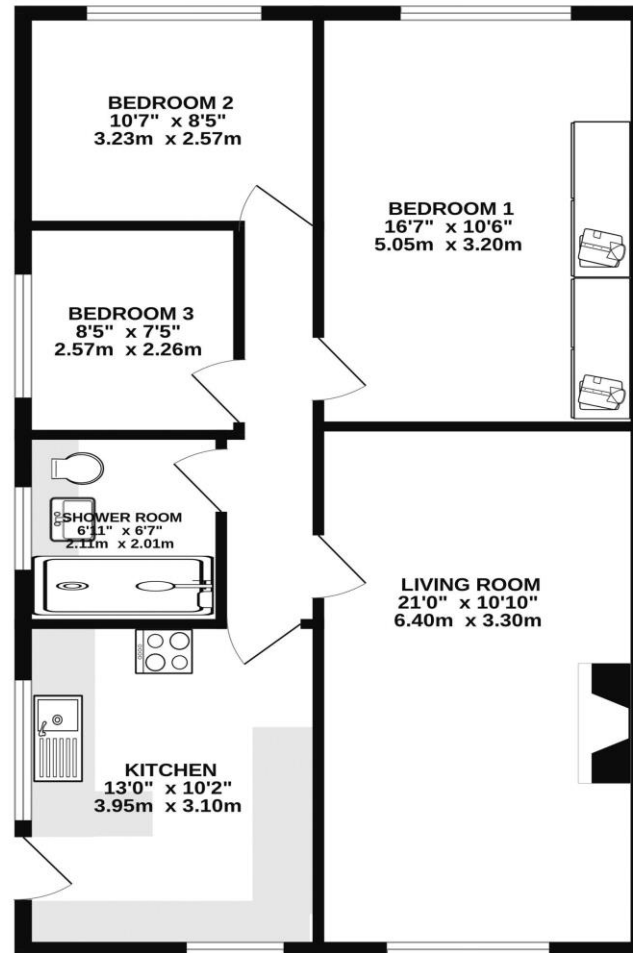 BEDROOM 2
10'7" x 8'5"
3.23m x 2.57m
BEDROOM 1
16'7" x 10'6"
5.05m x 3.20m
BEDROOM 3
8'5" x 7'5"
2.57m x 2.26m
SHOWER ROOM
6'11" x 6'7"
2.11m x 2.01m
LIVING ROOM
21'0" x 10'10"
6.40m x 3.30m
KITCHEN
13'0" x 10'2"
3.95m x 3.10m